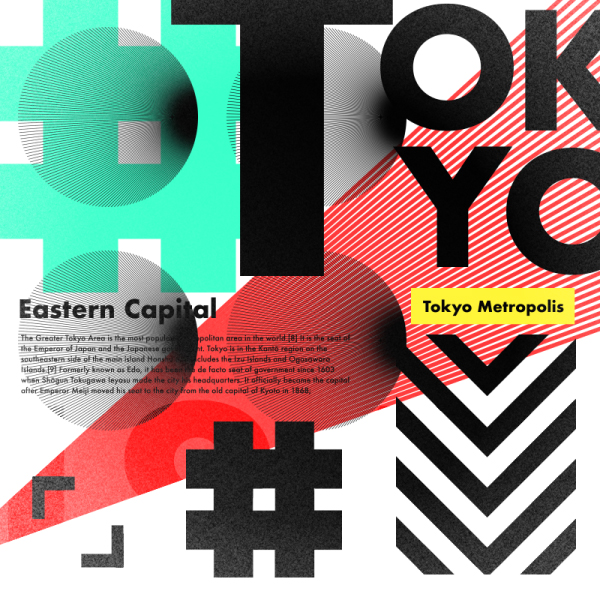 #
TOK
YO
Eastern Capital
Tokyo Metropolis
The Greater Tokyo Area is the most populous metropolitan area in the world.[8] It is the seat of
the Emperor of Japan and the Japanese government. Tokyo is in the Kantō region on the
southeastern side of the main island Honshu and includes the Izu Islands and Ogasawara
Islands.[9] Formerly known as Edo, it has been the de facto seat of government since 1603
when Shōgun Tokugawa Ieyasu made the city his headquarters. It officially became the capital
after Emperor Meiji moved his seat to the city from the old capital of Kyoto in 1868;
#